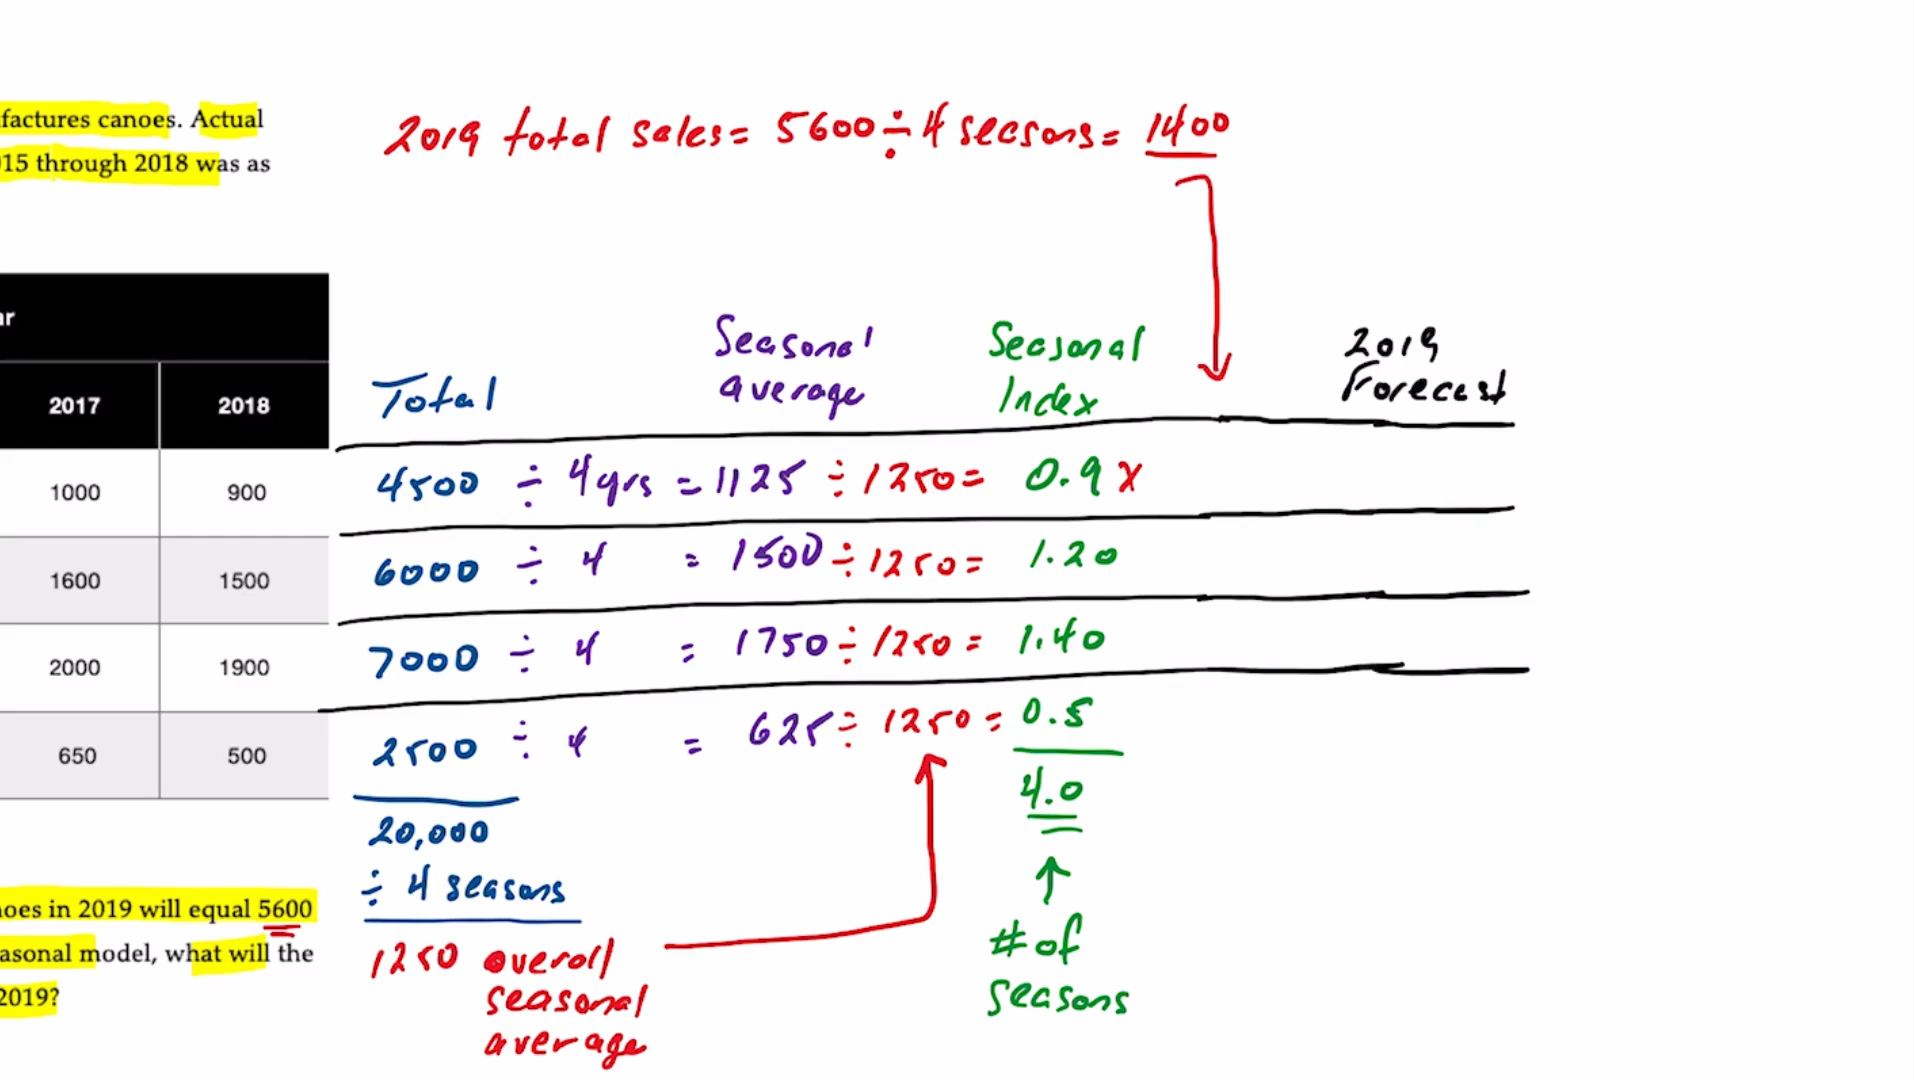 factures canoes. Actual
15 through 2018 was as
2019 total sales = 5600 ÷ 4 seasons = 1400
ar
2017 2018
Total Seasonal average Seasonal Index 2019 Forecast
1000 900 4500 ÷ 4 yrs = 1125 ÷ 1250 = 0.9 x
1600 1500 6000 ÷ 4 = 1500 ÷ 1250 = 1.20
2000 1900 7000 ÷ 4 = 1750 ÷ 1250 = 1.40
650 500 2500 ÷ 4 = 625 ÷ 1250 = 0.5
4.0
20,000
÷ 4 seasons
1250 overall
seasonal
average
# of
seasons
noes in 2019 will equal 5600
asonal model, what will the
2019?